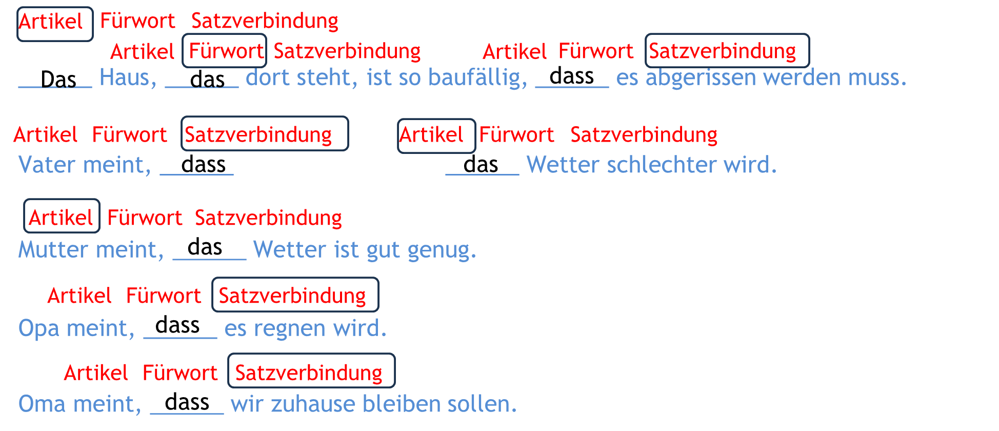 Artikel Fürwort Satzverbindung
Artikel Fürwort Satzverbindung Artikel Fürwort Satzverbindung
Das Haus, das dort steht, ist so baufällig, dass es abgerissen werden muss.
Artikel Fürwort Satzverbindung Artikel Fürwort Satzverbindung
Vater meint, dass das Wetter schlechter wird.
Artikel Fürwort Satzverbindung
Mutter meint, das Wetter ist gut genug.
Artikel Fürwort Satzverbindung
Opa meint, dass es regnen wird.
Artikel Fürwort Satzverbindung
Oma meint, dass wir zuhause bleiben sollen.